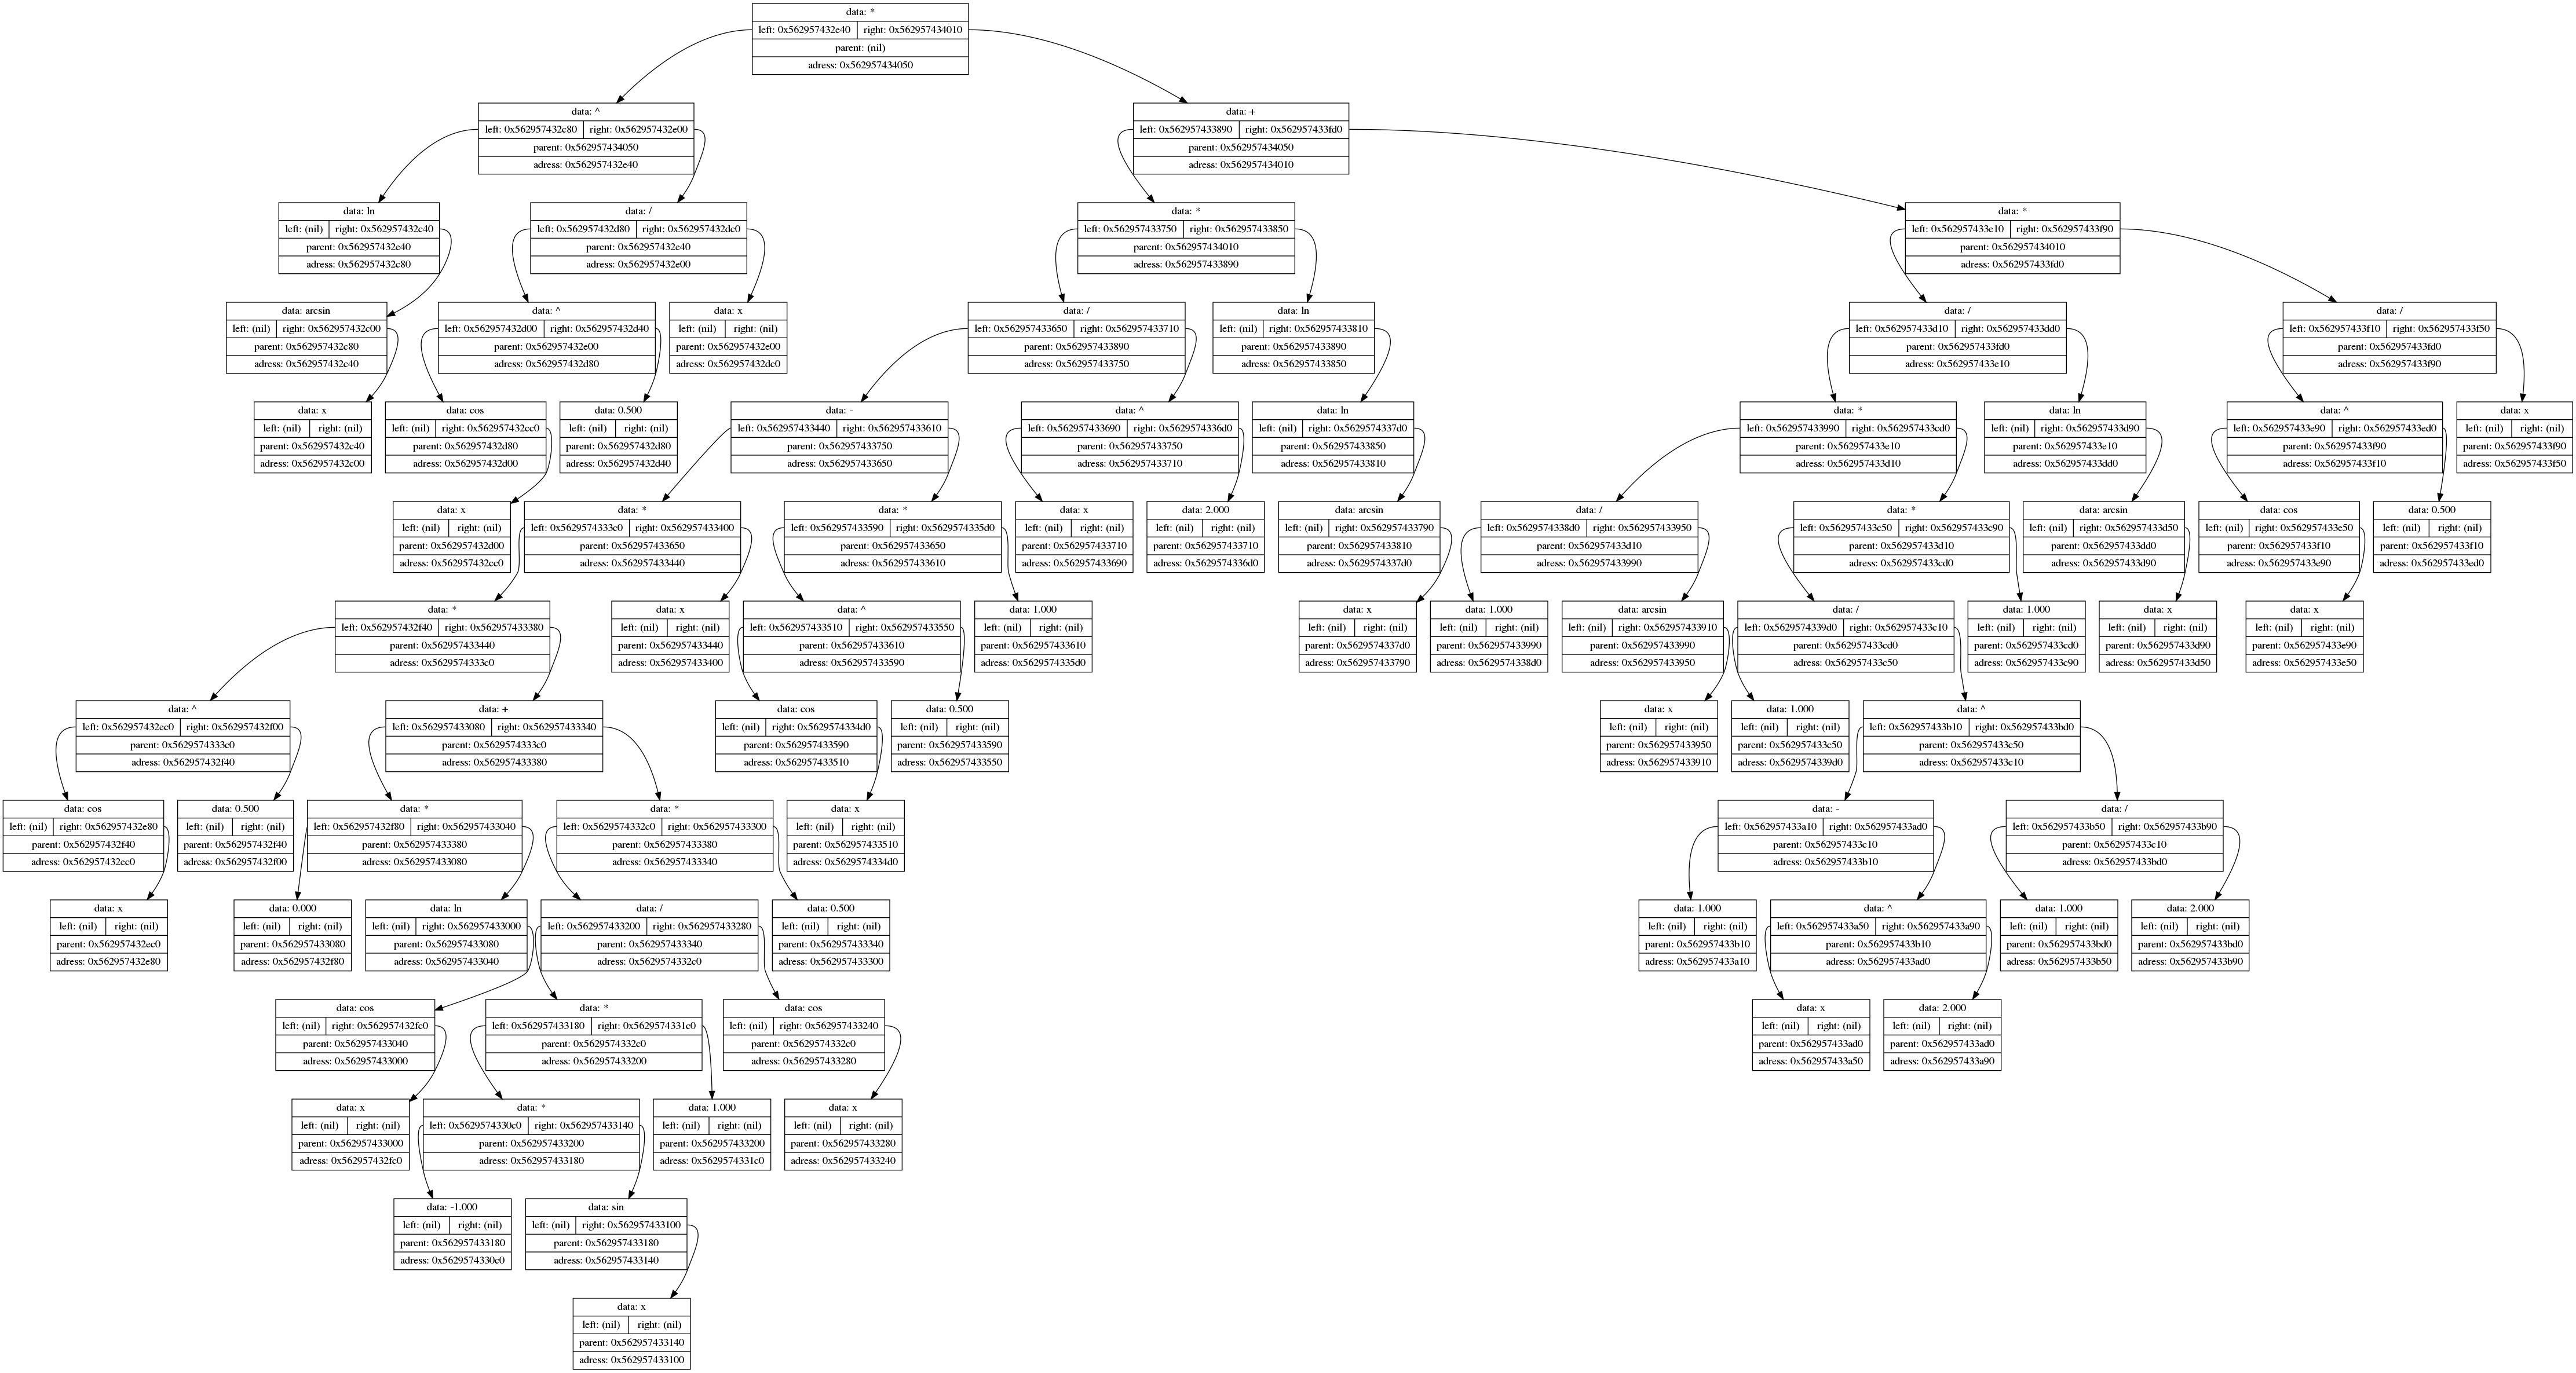 data: *
left: 0x562957432e40 right: 0x562957434010
parent: (nil)
adress: 0x562957434050
data: ^
left: 0x562957432c80 right: 0x562957432e00
parent: 0x562957434050
adress: 0x562957432e40
data: +
left: 0x562957433890 right: 0x562957433fd0
parent: 0x562957434050
adress: 0x562957434010
data: ln
left: (nil) right: 0x562957432c40
parent: 0x562957432e40
adress: 0x562957432c80
data: /
left: 0x562957432d80 right: 0x562957432dc0
parent: 0x562957432e40
adress: 0x562957432e00
data: *
left: 0x562957433750 right: 0x562957433850
parent: 0x562957434010
adress: 0x562957433890
data: *
left: 0x562957433e10 right: 0x562957433f90
parent: 0x562957434010
adress: 0x562957433fd0
data: arcsin
left: (nil) right: 0x562957432c00
parent: 0x562957432c80
adress: 0x562957432c40
data: ^
left: 0x562957432d00 right: 0x562957432d40
parent: 0x562957432e00
adress: 0x562957432d80
data: x
left: (nil) right: (nil)
parent: 0x562957432e00
adress: 0x562957432dc0
data: /
left: 0x562957433650 right: 0x562957433710
parent: 0x562957433890
adress: 0x562957433750
data: ln
left: (nil) right: 0x562957433810
parent: 0x562957433890
adress: 0x562957433850
data: /
left: 0x562957433d10 right: 0x562957433dd0
parent: 0x562957433fd0
adress: 0x562957433e10
data: /
left: 0x562957433f10 right: 0x562957433f50
parent: 0x562957433fd0
adress: 0x562957433f90
data: x
left: (nil) right: (nil)
parent: 0x562957432c40
adress: 0x562957432c00
data: cos
left: (nil) right: 0x562957432cc0
parent: 0x562957432d80
adress: 0x562957432d00
data: 0.500
left: (nil) right: (nil)
parent: 0x562957432d80
adress: 0x562957432d40
data: -
left: 0x562957433440 right: 0x562957433610
parent: 0x562957433750
adress: 0x562957433650
data: ^
left: 0x562957433690 right: 0x5629574336d0
parent: 0x562957433750
adress: 0x562957433710
data: ln
left: (nil) right: 0x5629574337d0
parent: 0x562957433850
adress: 0x562957433810
data: *
left: 0x562957433990 right: 0x562957433cd0
parent: 0x562957433e10
adress: 0x562957433d10
data: ln
left: (nil) right: 0x562957433d90
parent: 0x562957433e10
adress: 0x562957433dd0
data: ^
left: 0x562957433e90 right: 0x562957433ed0
parent: 0x562957433f90
adress: 0x562957433f10
data: x
left: (nil) right: (nil)
parent: 0x562957433f90
adress: 0x562957433f50
data: x
left: (nil) right: (nil)
parent: 0x562957432d00
adress: 0x562957432cc0
data: *
left: 0x5629574333c0 right: 0x562957433400
parent: 0x562957433650
adress: 0x562957433440
data: *
left: 0x562957433590 right: 0x5629574335d0
parent: 0x562957433650
adress: 0x562957433610
data: x
left: (nil) right: (nil)
parent: 0x562957433710
adress: 0x562957433690
data: 2.000
left: (nil) right: (nil)
parent: 0x562957433710
adress: 0x5629574336d0
data: arcsin
left: (nil) right: 0x562957433790
parent: 0x562957433810
adress: 0x5629574337d0
data: /
left: 0x5629574338d0 right: 0x562957433950
parent: 0x562957433d10
adress: 0x562957433990
data: *
left: 0x562957433c50 right: 0x562957433c90
parent: 0x562957433d10
adress: 0x562957433cd0
data: arcsin
left: (nil) right: 0x562957433d50
parent: 0x562957433dd0
adress: 0x562957433d90
data: cos
left: (nil) right: 0x562957433e50
parent: 0x562957433f10
adress: 0x562957433e90
data: 0.500
left: (nil) right: (nil)
parent: 0x562957433f10
adress: 0x562957433ed0
data: *
left: 0x562957432f40 right: 0x562957433380
parent: 0x562957433440
adress: 0x5629574333c0
data: x
left: (nil) right: (nil)
parent: 0x562957433440
adress: 0x562957433400
data: ^
left: 0x562957433510 right: 0x562957433550
parent: 0x562957433610
adress: 0x562957433590
data: 1.000
left: (nil) right: (nil)
parent: 0x562957433610
adress: 0x5629574335d0
data: x
left: (nil) right: (nil)
parent: 0x5629574337d0
adress: 0x562957433790
data: 1.000
left: (nil) right: (nil)
parent: 0x562957433990
adress: 0x5629574338d0
data: arcsin
left: (nil) right: 0x562957433910
parent: 0x562957433990
adress: 0x562957433950
data: /
left: 0x5629574339d0 right: 0x562957433c10
parent: 0x562957433cd0
adress: 0x562957433c50
data: 1.000
left: (nil) right: (nil)
parent: 0x562957433cd0
adress: 0x562957433c90
data: x
left: (nil) right: (nil)
parent: 0x562957433d90
adress: 0x562957433d50
data: x
left: (nil) right: (nil)
parent: 0x562957433e90
adress: 0x562957433e50
data: ^
left: 0x562957432ec0 right: 0x562957432f00
parent: 0x5629574333c0
adress: 0x562957432f40
data: +
left: 0x562957433080 right: 0x562957433340
parent: 0x5629574333c0
adress: 0x562957433380
data: cos
left: (nil) right: 0x5629574334d0
parent: 0x562957433590
adress: 0x562957433510
data: 0.500
left: (nil) right: (nil)
parent: 0x562957433590
adress: 0x562957433550
data: x
left: (nil) right: (nil)
parent: 0x562957433950
adress: 0x562957433910
data: 1.000
left: (nil) right: (nil)
parent: 0x562957433c50
adress: 0x5629574339d0
data: ^
left: 0x562957433b10 right: 0x562957433bd0
parent: 0x562957433c50
adress: 0x562957433c10
data: cos
left: (nil) right: 0x562957432e80
parent: 0x562957432f40
adress: 0x562957432ec0
data: 0.500
left: (nil) right: (nil)
parent: 0x562957432f40
adress: 0x562957432f00
data: *
left: 0x562957432f80 right: 0x562957433040
parent: 0x562957433380
adress: 0x562957433080
data: *
left: 0x5629574332c0 right: 0x562957433300
parent: 0x562957433380
adress: 0x562957433340
data: x
left: (nil) right: (nil)
parent: 0x562957433510
adress: 0x5629574334d0
data: -
left: 0x562957433a10 right: 0x562957433ad0
parent: 0x562957433c10
adress: 0x562957433b10
data: /
left: 0x562957433b50 right: 0x562957433b90
parent: 0x562957433c10
adress: 0x562957433bd0
data: x
left: (nil) right: (nil)
parent: 0x562957432ec0
adress: 0x562957432e80
data: 0.000
left: (nil) right: (nil)
parent: 0x562957433080
adress: 0x562957432f80
data: ln
left: (nil) right: 0x562957433000
parent: 0x562957433080
adress: 0x562957433040
data: /
left: 0x562957433200 right: 0x562957433280
parent: 0x562957433340
adress: 0x5629574332c0
data: 0.500
left: (nil) right: (nil)
parent: 0x562957433340
adress: 0x562957433300
data: 1.000
left: (nil) right: (nil)
parent: 0x562957433b10
adress: 0x562957433a10
data: ^
left: 0x562957433a50 right: 0x562957433a90
parent: 0x562957433b10
adress: 0x562957433ad0
data: 1.000
left: (nil) right: (nil)
parent: 0x562957433bd0
adress: 0x562957433b50
data: 2.000
left: (nil) right: (nil)
parent: 0x562957433bd0
adress: 0x562957433b90
data: cos
left: (nil) right: 0x562957432fc0
parent: 0x562957433040
adress: 0x562957433000
data: *
left: 0x562957433180 right: 0x5629574331c0
parent: 0x5629574332c0
adress: 0x562957433200
data: cos
left: (nil) right: 0x562957433240
parent: 0x5629574332c0
adress: 0x562957433280
data: x
left: (nil) right: (nil)
parent: 0x562957433ad0
adress: 0x562957433a50
data: 2.000
left: (nil) right: (nil)
parent: 0x562957433ad0
adress: 0x562957433a90
data: x
left: (nil) right: (nil)
parent: 0x562957433000
adress: 0x562957432fc0
data: *
left: 0x5629574330c0 right: 0x562957433140
parent: 0x562957433200
adress: 0x562957433180
data: 1.000
left: (nil) right: (nil)
parent: 0x562957433200
adress: 0x5629574331c0
data: x
left: (nil) right: (nil)
parent: 0x562957433280
adress: 0x562957433240
data: -1.000
left: (nil) right: (nil)
parent: 0x562957433180
adress: 0x5629574330c0
data: sin
left: (nil) right: 0x562957433100
parent: 0x562957433180
adress: 0x562957433140
data: x
left: (nil) right: (nil)
parent: 0x562957433140
adress: 0x562957433100